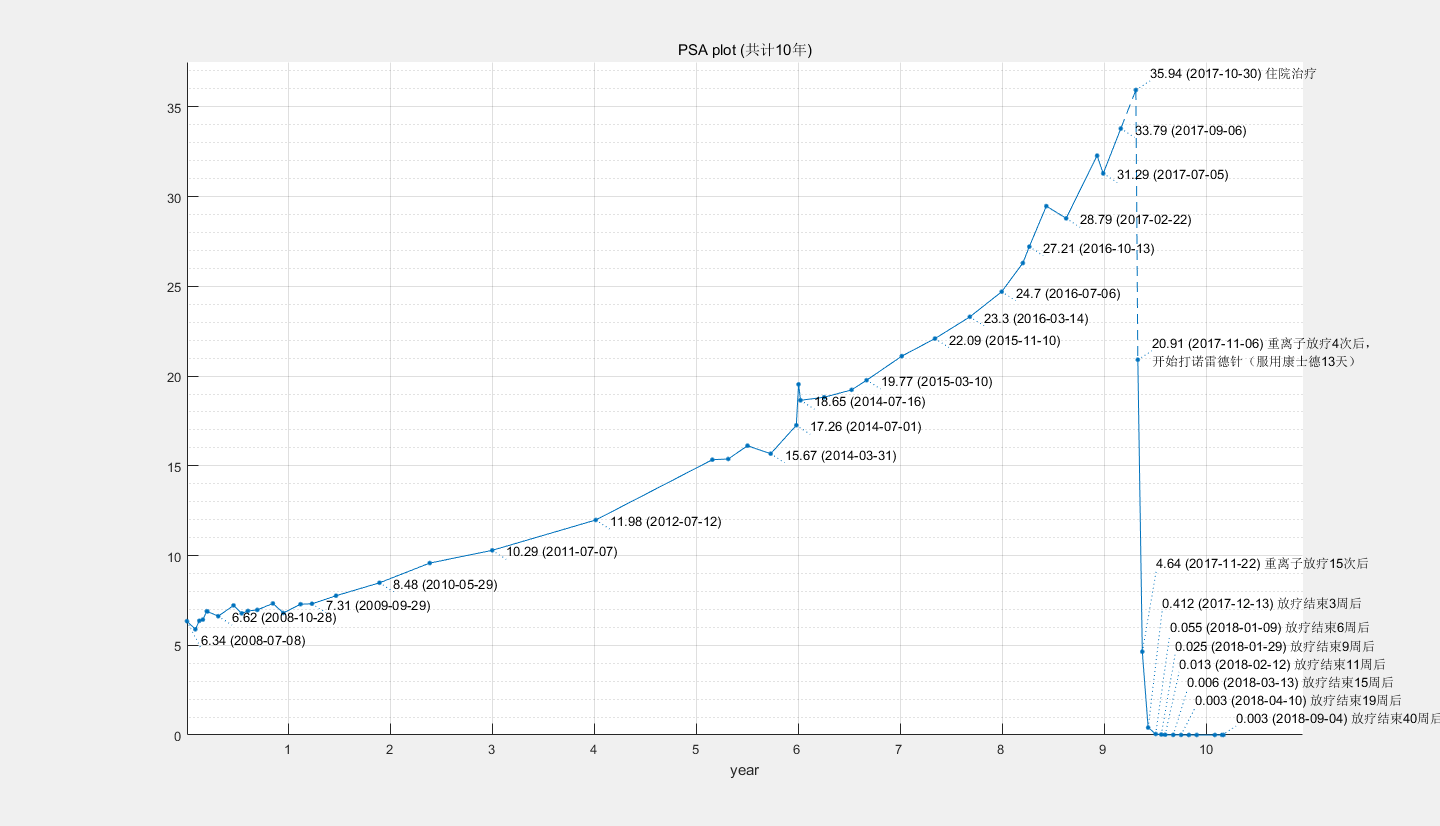 PSA plot (共计10年)
35.94 (2017-10-30) 住院治疗
35
33.79 (2017-09-06)
31.29 (2017-07-05)
30
28.79 (2017-02-22)
27.21 (2016-10-13)
25
24.7 (2016-07-06)
23.3 (2016-03-14)
22.09 (2015-11-10)
20.91 (2017-11-06) 重离子放疗4次后，
开始打诺雷德针（服用康士德13天）
20
19.77 (2015-03-10)
18.65 (2014-07-16)
17.26 (2014-07-01)
15.67 (2014-03-31)
15
11.98 (2012-07-12)
10.29 (2011-07-07)
10
4.64 (2017-11-22) 重离子放疗15次后
8.48 (2010-05-29)
7.31 (2009-09-29)
0.412 (2017-12-13) 放疗结束3周后
6.62 (2008-10-28)
0.055 (2018-01-09) 放疗结束6周后
6.34 (2008-07-08)
5
0.025 (2018-01-29) 放疗结束9周后
0.013 (2018-02-12) 放疗结束11周后
0.006 (2018-03-13) 放疗结束15周后
0.003 (2018-04-10) 放疗结束19周后
0.003 (2018-09-04) 放疗结束40周后
0
1 2 3 4 5 6 7 8 9 10
year